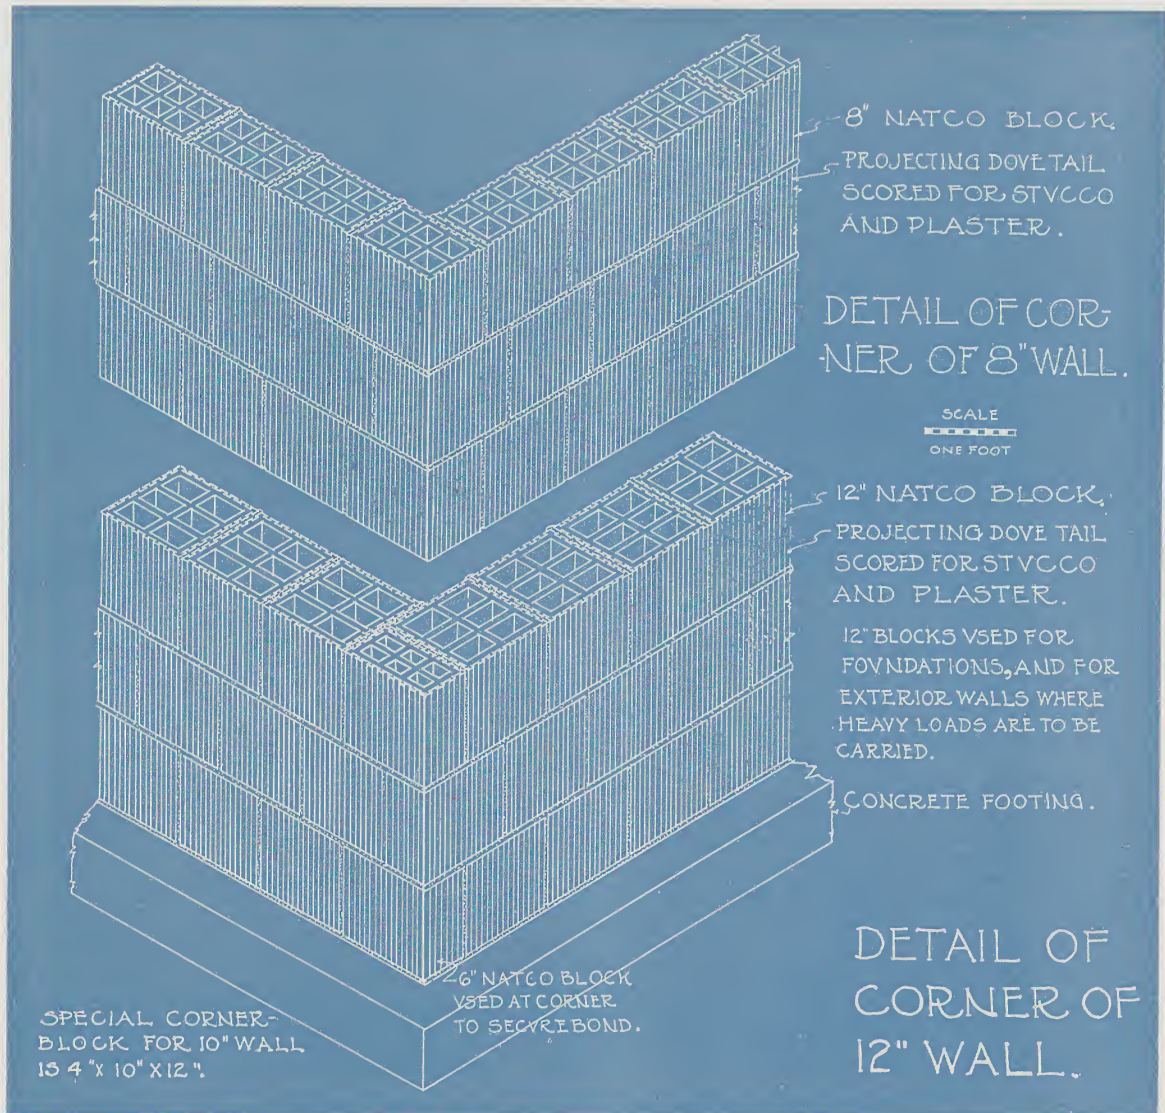 8" NATCO BLOCK.
PROJECTING DOVE TAIL
SCORED FOR STVCCO
AND PLASTER.
DETAIL OF COR-
-NER OF 8" WALL.
SCALE
ONE FOOT
12" NATCO BLOCK.
PROJECTING DOVE TAIL
SCORED FOR STVCCO
AND PLASTER.
12" BLOCKS VSED FOR
FOVNDATIONS, AND FOR
EXTERIOR WALLS WHERE
HEAVY LOADS ARE TO BE
CARRIED.
CONCRETE FOOTING.
6" NATCO BLOCK
VSED AT CORNER
TO SECVRE BOND.
SPECIAL CORNER-
BLOCK FOR 10" WALL
IS 4" X 10" X 12".
DETAIL OF
CORNER OF
12" WALL.